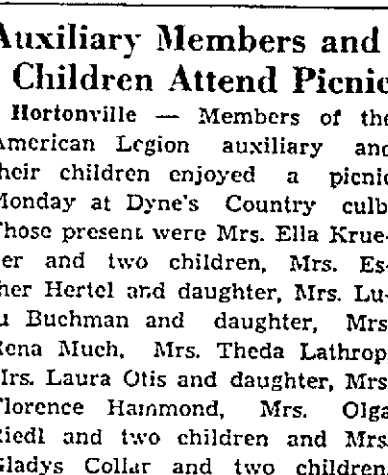 Auxiliary Members and
Children Attend Picnic
Hortonville — Members of the
American Legion auxiliary and
their children enjoyed a picnic
Monday at Dyne's Country culb
Those present were Mrs. Ella Krue-
ger and two children, Mrs. Es-
ther Hertel and daughter, Mrs. Lu-
lu Buchman and daughter, Mrs
Rena Much, Mrs. Theda Lathrop
Mrs. Laura Otis and daughter, Mrs
Florence Hammond, Mrs. Olga
Riedl and two children and Mrs
Gladys Collar and two children